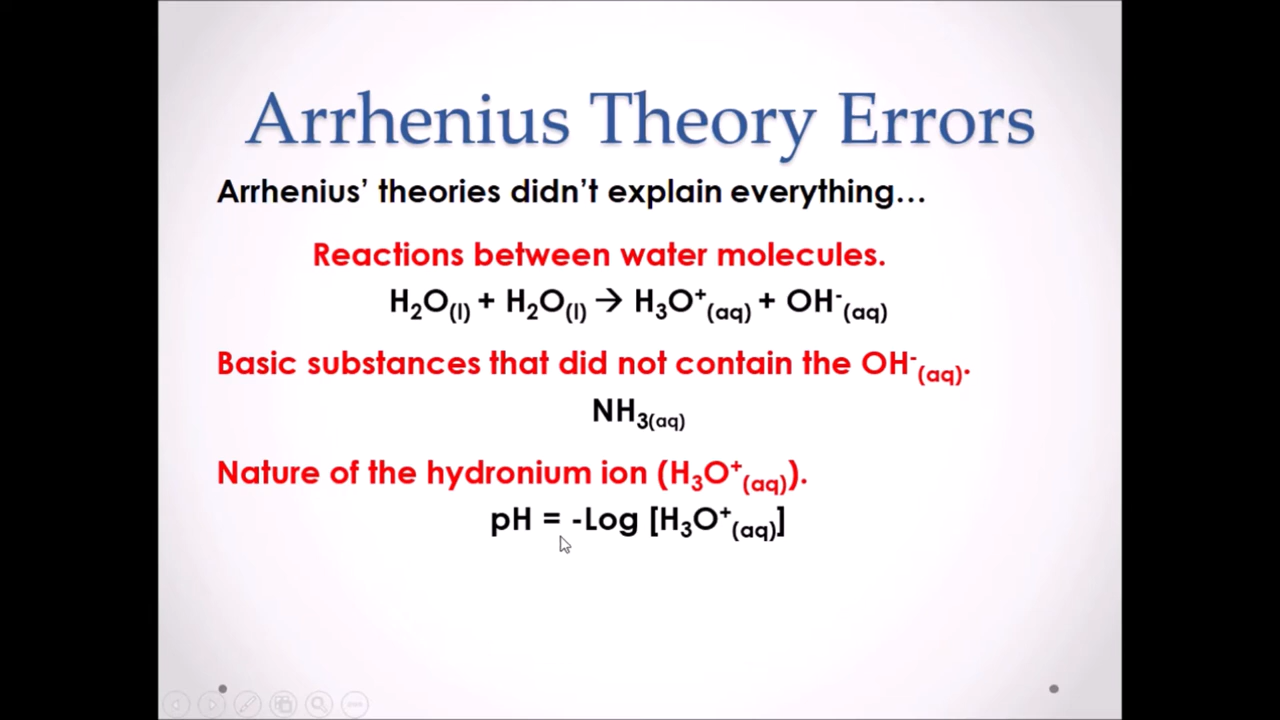 Arrhenius Theory Errors
Arrhenius’ theories didn’t explain everything…
Reactions between water molecules.
H₂O₍l₎ + H₂O₍l₎ → H₃O⁺₍aq₎ + OH⁻₍aq₎
Basic substances that did not contain the OH⁻₍aq₎.
NH₃₍aq₎
Nature of the hydronium ion (H₃O⁺₍aq₎).
pH = -Log [H₃O⁺₍aq₎]